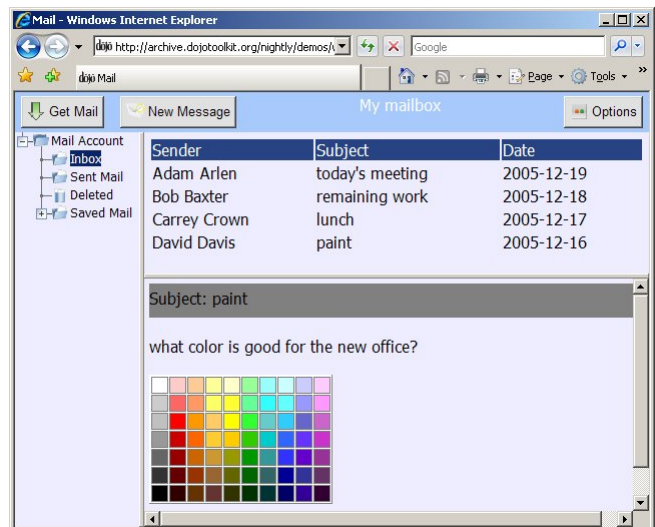 Mail - Windows Internet Explorer
dojo http://archive.dojotoolkit.org/nightly/demos/
Google
dojo Mail
Page
Tools
»
Get Mail
New Message
My mailbox
Options
Mail Account
Inbox
Sent Mail
Deleted
Saved Mail
Sender Subject Date
Adam Arlen today's meeting 2005-12-19
Bob Baxter remaining work 2005-12-18
Carrey Crown lunch 2005-12-17
David Davis paint 2005-12-16
Subject: paint
what color is good for the new office?